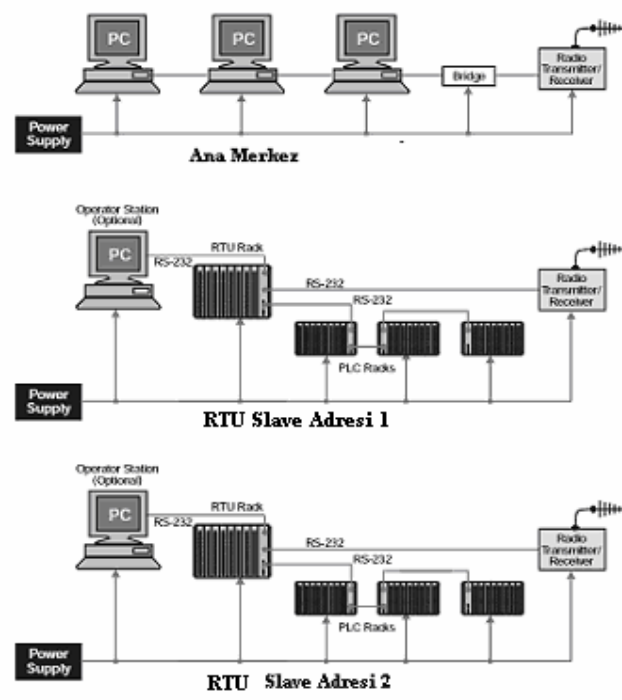 PC
PC
PC
Bridge
Radio
Transmitter/
Receiver
Power
Supply
Ana Merkez
Operator Station
(Optional)
PC
RS-232
RTU Rack
RS-232
RS-232
Radio
Transmitter/
Receiver
PLC Racks
Power
Supply
RTU Slave Adresi 1
Operator Station
(Optional)
PC
RS-232
RTU Rack
RS-232
RS-232
Radio
Transmitter/
Receiver
PLC Racks
Power
Supply
RTU Slave Adresi 2